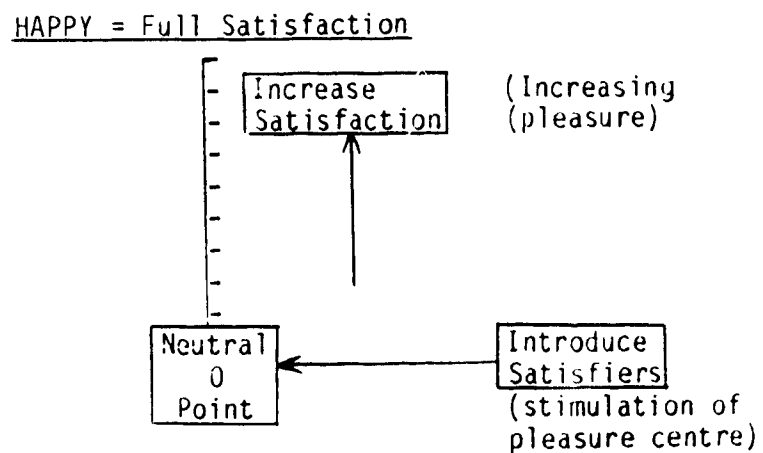 HAPPY = Full Satisfaction
Increase
Satisfaction
(Increasing
(pleasure)
Neutral
0
Point
Introduce
Satisfiers
(stimulation of
pleasure centre)